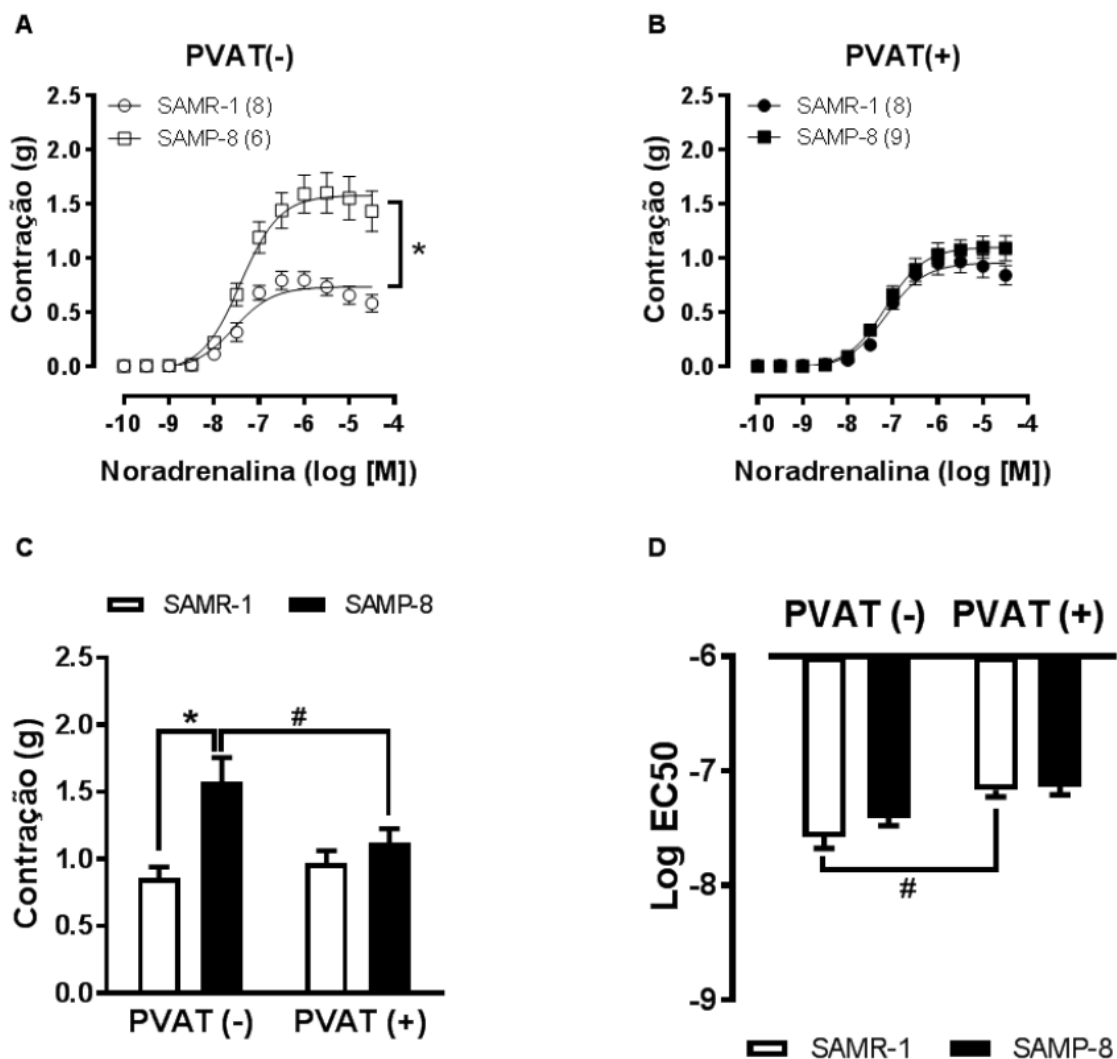 A
PVAT(-)
SAMR-1 (8)
SAMP-8 (6)
Contração (g)
2.5
2.0
1.5
1.0
0.5
0.0
*
-10 -9 -8 -7 -6 -5 -4
Noradrenalina (log [M])
B
PVAT(+)
SAMR-1 (8)
SAMP-8 (9)
Contração (g)
2.5
2.0
1.5
1.0
0.5
0.0
-10 -9 -8 -7 -6 -5 -4
Noradrenalina (log [M])
C
SAMR-1 SAMP-8
Contração (g)
2.5
2.0
1.5
1.0
0.5
0.0
* #
PVAT (-) PVAT (+)
D
PVAT (-) PVAT (+)
Log EC50
-6
-7
-8
-9
#
SAMR-1 SAMP-8